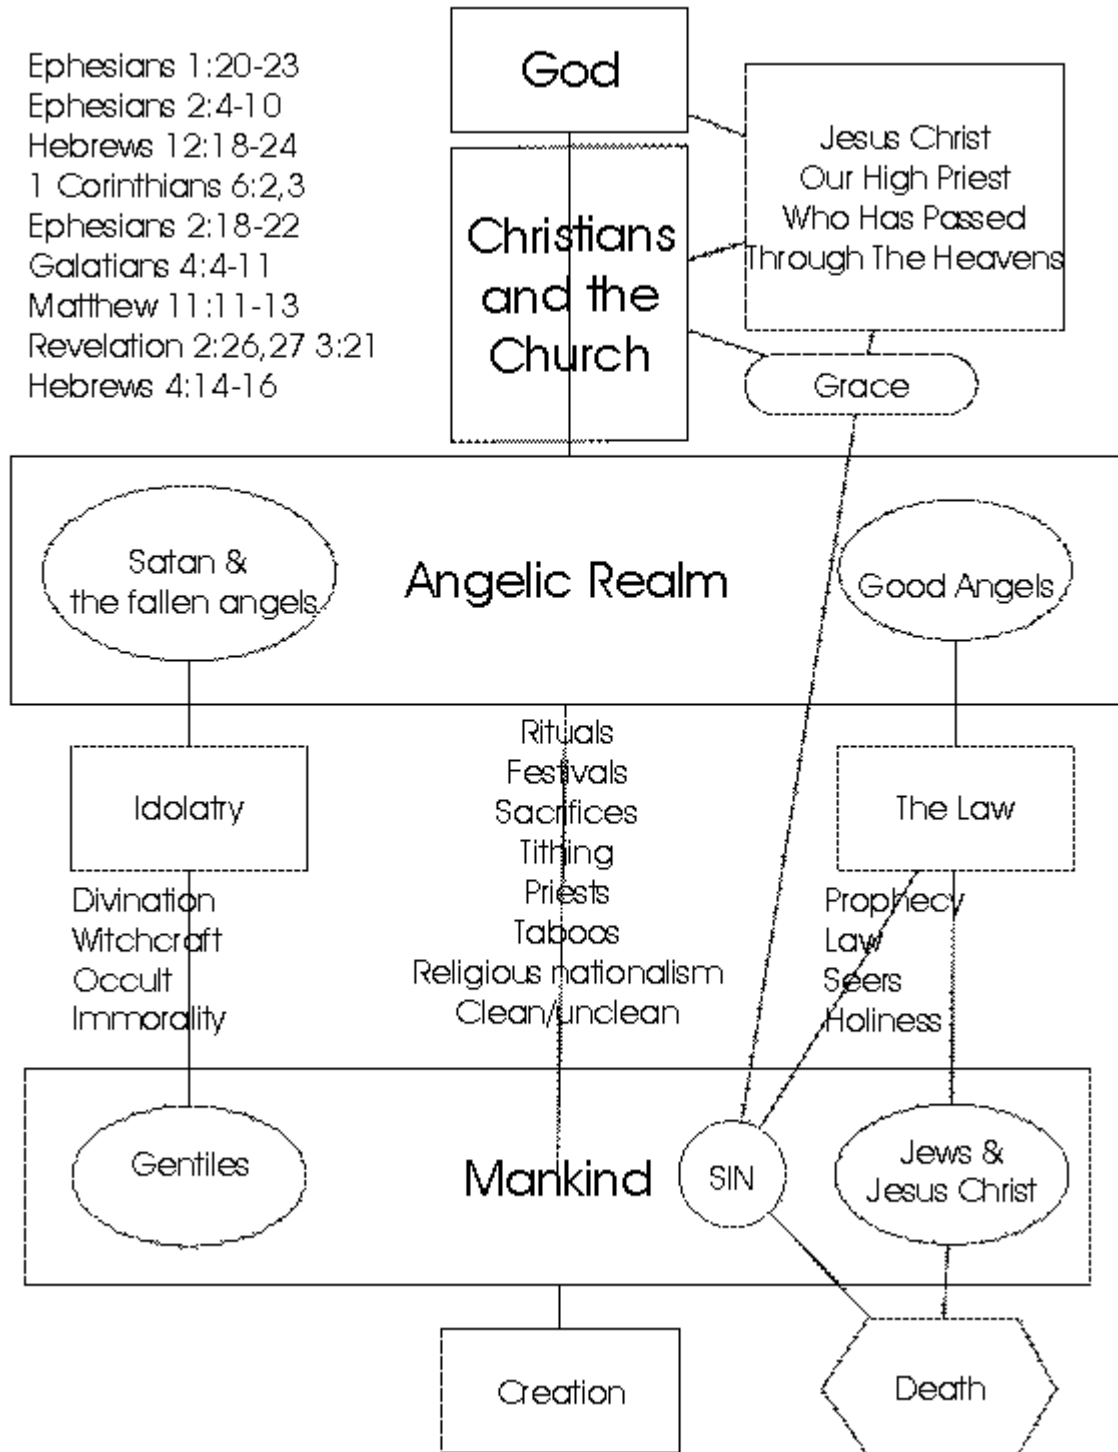 Ephesians 1:20-23
Ephesians 2:4-10
Hebrews 12:18-24
1 Corinthians 6:2,3
Ephesians 2:18-22
Galatians 4:4-11
Matthew 11:11-13
Revelation 2:26,27 3:21
Hebrews 4:14-16
God
Jesus Christ
Our High Priest
Who Has Passed
Through The Heavens
Christians
and the
Church
Grace
Satan &
the fallen angels
Angelic Realm
Good Angels
Idolatry
Rituals
Festivals
Sacrifices
Tithing
Priests
Taboos
Religious nationalism
Clean/unclean
The Law
Divination
Witchcraft
Occult
Immorality
Prophecy
Law
Seers
Holiness
Gentiles
Mankind
SIN
Jews &
Jesus Christ
Creation
Death